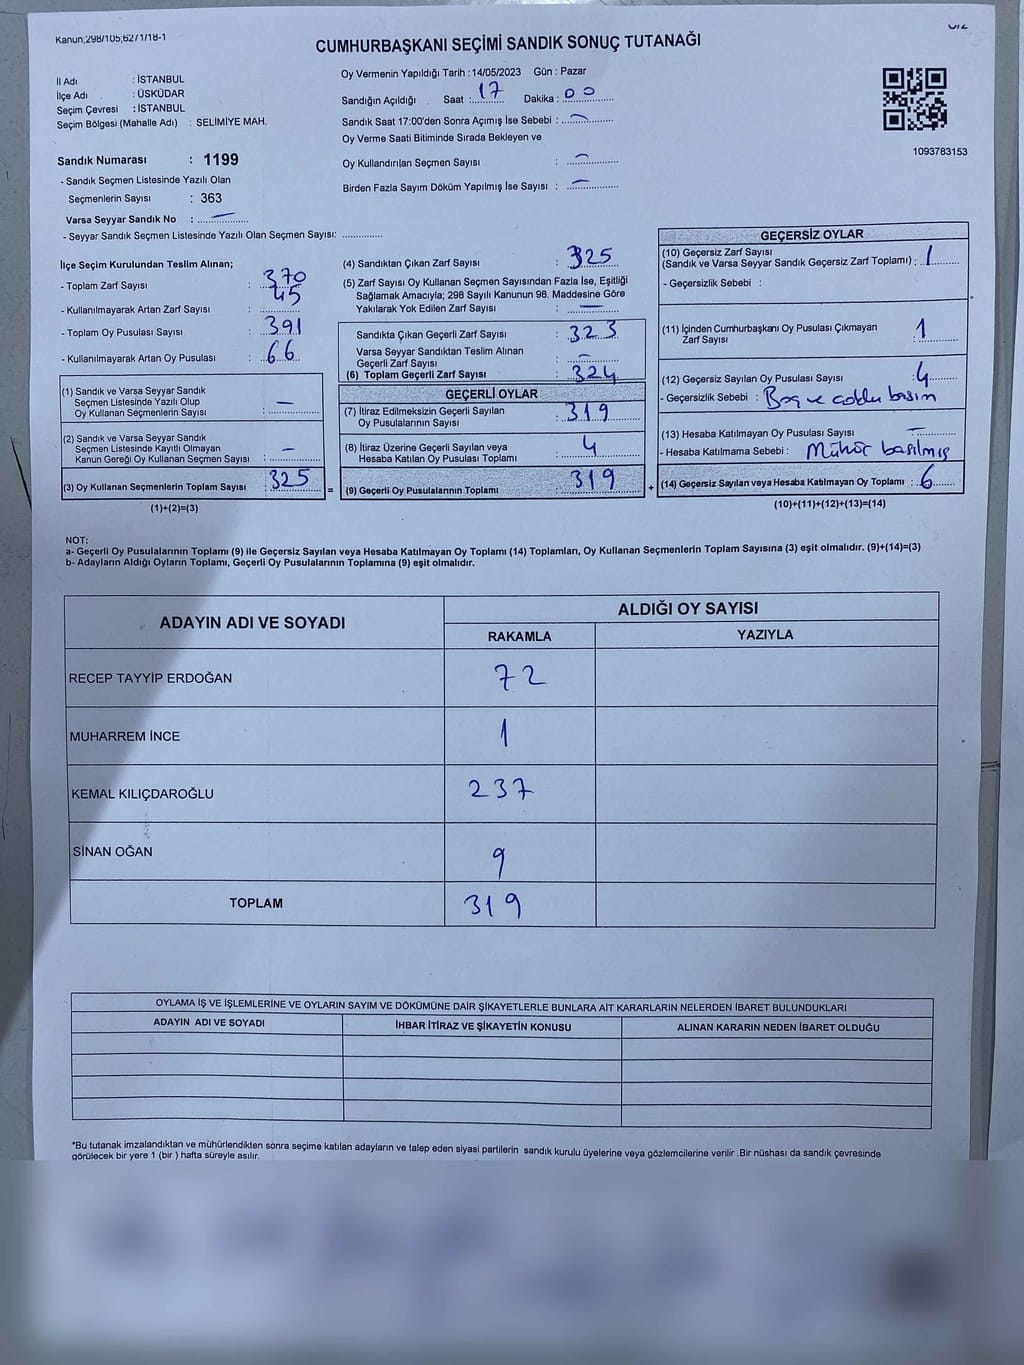 Kanun;298/105,62/1/18-1
CUMHURBAŞKANI SEÇİMİ SANDIK SONUÇ TUTANAĞI
İl Adı : İSTANBUL
İlçe Adı : ÜSKÜDAR
Seçim Çevresi : İSTANBUL
Seçim Bölgesi (Mahalle Adı) : SELİMİYE MAH.
Sandık Numarası : 1199
- Sandık Seçmen Listesinde Yazılı Olan
Seçmenlerin Sayısı : 363
Varsa Seyyar Sandık No : —
- Seyyar Sandık Seçmen Listesinde Yazılı Olan Seçmen Sayısı: ..............
Oy Vermenin Yapıldığı Tarih : 14/05/2023 Gün : Pazar
Sandığın Açıldığı Saat : 17 Dakika : 00
Sandık Saat 17:00'den Sonra Açımış İse Sebebi : —
Oy Verme Saati Bitiminde Sırada Bekleyen ve
Oy Kullandırılan Seçmen Sayısı : —
Birden Fazla Sayım Döküm Yapılmış İse Sayısı : —
1093783153
İlçe Seçim Kurulundan Teslim Alınan;
- Toplam Zarf Sayısı : 370
- Kullanılmayarak Artan Zarf Sayısı : 45
- Toplam Oy Pusulası Sayısı : 391
- Kullanılmayarak Artan Oy Pusulası : 66
(1) Sandık ve Varsa Seyyar Sandık
Seçmen Listesinde Yazılı Olup
Oy Kullanan Seçmenlerin Sayısı : —
(2) Sandık ve Varsa Seyyar Sandık
Seçmen Listesinde Kayıtlı Olmayan
Kanun Gereği Oy Kullanan Seçmen Sayısı : —
(3) Oy Kullanan Seçmenlerin Toplam Sayısı : 325
(1)+(2)=(3)
=
(4) Sandıktan Çıkan Zarf Sayısı : 325
(5) Zarf Sayısı Oy Kullanan Seçmen Sayısından Fazla İse, Eşitliği
Sağlamak Amacıyla; 298 Sayılı Kanunun 98. Maddesine Göre
Yakılarak Yok Edilen Zarf Sayısı : —
Sandıkta Çıkan Geçerli Zarf Sayısı : 323
Varsa Seyyar Sandıktan Teslim Alınan
Geçerli Zarf Sayısı : —
(6) Toplam Geçerli Zarf Sayısı : 324
GEÇERLİ OYLAR
(7) İtiraz Edilmeksizin Geçerli Sayılan
Oy Pusulalarının Sayısı : 319
(8) İtiraz Üzerine Geçerli Sayılan veya
Hesaba Katılan Oy Pusulası Toplamı : 4
(9) Geçerli Oy Pusulalarının Toplamı : 319
+
GEÇERSİZ OYLAR
(10) Geçersiz Zarf Sayısı
(Sandık ve Varsa Seyyar Sandık Geçersiz Zarf Toplamı) : 1
- Geçersizlik Sebebi :
(11) İçinden Cumhurbaşkanı Oy Pusulası Çıkmayan
Zarf Sayısı : 1
(12) Geçersiz Sayılan Oy Pusulası Sayısı : 4
- Geçersizlik Sebebi : Boş ve basım
(13) Hesaba Katılmayan Oy Pusulası Sayısı : —
- Hesaba Katılmama Sebebi : Mühür basılmış
(14) Geçersiz Sayılan veya Hesaba Katılmayan Oy Toplamı : 6
(10)+(11)+(12)+(13)=(14)
NOT:
a- Geçerli Oy Pusulalarının Toplamı (9) ile Geçersiz Sayılan veya Hesaba Katılmayan Oy Toplamı (14) Toplamları, Oy Kullanan Seçmenlerin Toplam Sayısına (3) eşit olmalıdır. (9)+(14)=(3)
b- Adayların Aldığı Oyların Toplamı, Geçerli Oy Pusulalarının Toplamına (9) eşit olmalıdır.
ADAYIN ADI VE SOYADI
ALDIĞI OY SAYISI
RAKAMLA YAZIYLA
RECEP TAYYİP ERDOĞAN 72
MUHARREM İNCE 1
KEMAL KILIÇDAROĞLU 237
SİNAN OĞAN 9
TOPLAM 319
OYLAMA İŞ VE İŞLEMLERİNE VE OYLARIN SAYIM VE DÖKÜMÜNE DAİR ŞİKAYETLERLE BUNLARA AİT KARARLARIN NELERDEN İBARET BULUNDUKLARI
ADAYIN ADI VE SOYADI İHBAR İTİRAZ VE ŞİKAYETİN KONUSU ALINAN KARARIN NEDEN İBARET OLDUĞU
*Bu tutanak imzalandıktan ve mühürlendikten sonra seçime katılan adayların ve talep eden siyasi partilerin sandık kurulu üyelerine veya gözlemcilerine verilir .Bir nüshası da sandık çevresinde
görülecek bir yere 1 (bir ) hafta süreyle asılır.